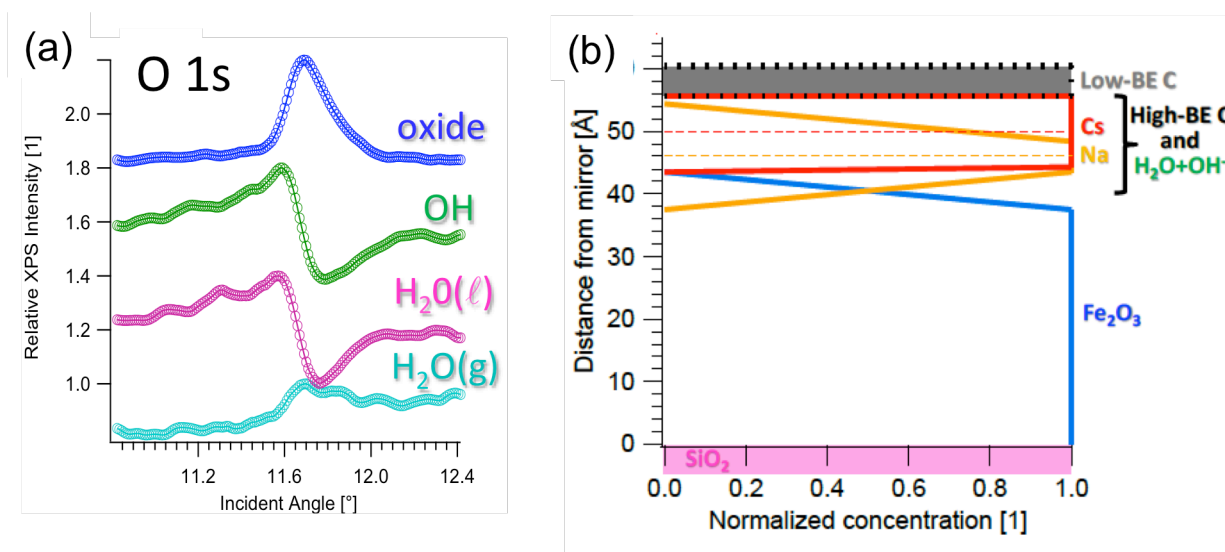 (a)
O 1s
oxide
OH
H20(ℓ)
H2O(g)
Relative XPS Intensity [1]
2.0
1.8
1.6
1.4
1.2
1.0
11.2
11.6
12.0
12.4
Incident Angle [°]
(b)
Low-BE C
Cs
Na
High-BE C
and
H2O+OH-
Fe2O3
SiO2
Distance from mirror [Å]
50
40
30
20
10
0
0.0
0.2
0.4
0.6
0.8
1.0
Normalized concentration [1]